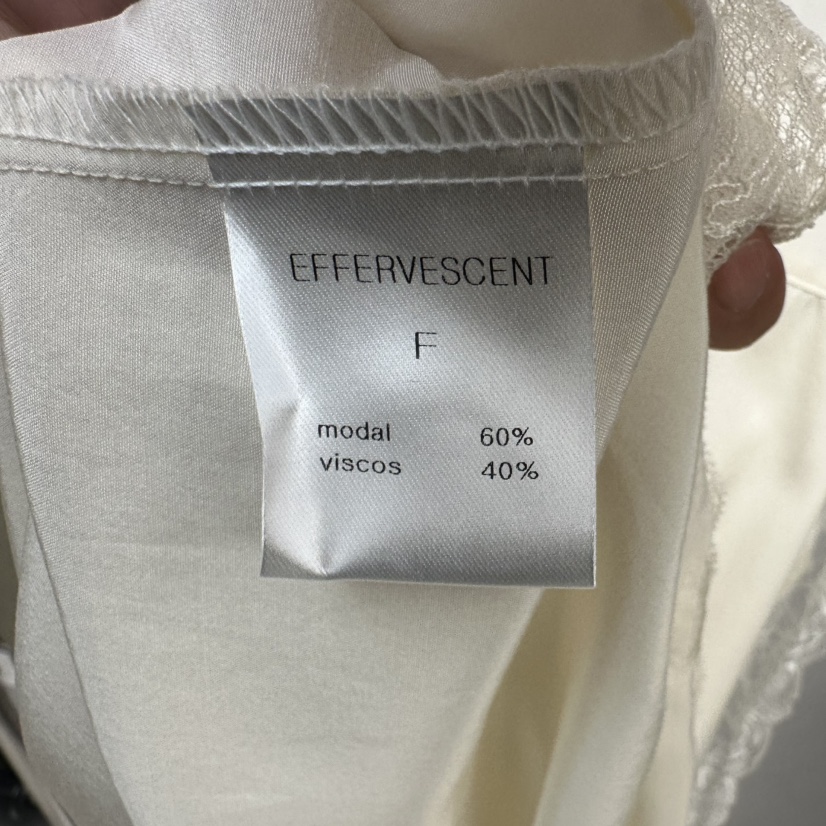 EFFERVESCENT
F
modal 60%
viscos 40%